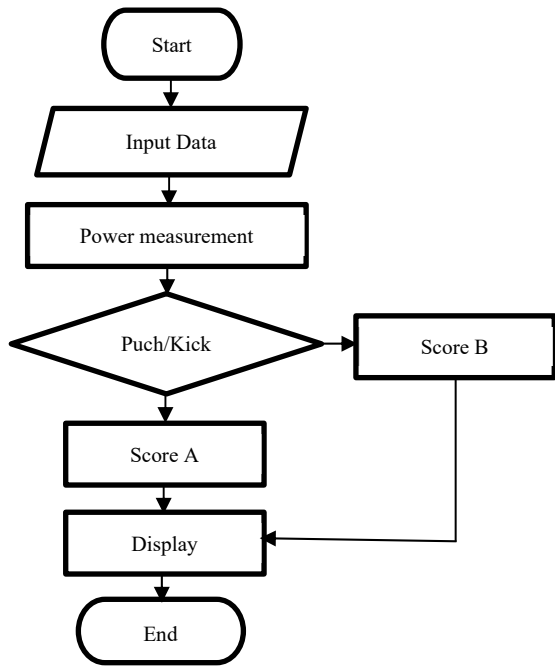 Start
Input Data
Power measurement
Puch/Kick
Score B
Score A
Display
End